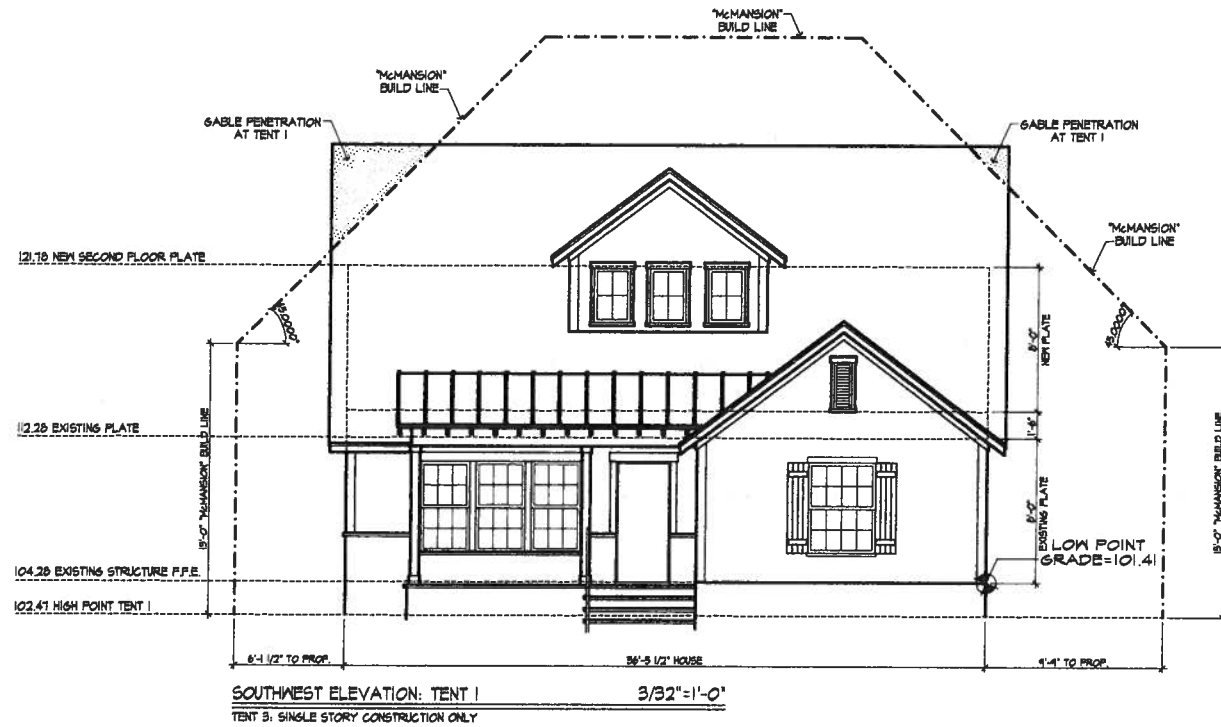 "McMANSION"
BUILD LINE
"McMANSION"
BUILD LINE
GABLE PENETRATION
AT TENT 1
GABLE PENETRATION
AT TENT 1
"McMANSION"
BUILD LINE
121.78 NEW SECOND FLOOR PLATE
45.0000°
45.0000°
8'-0"
NEW PLATE
112.28 EXISTING PLATE
1'-6"
15'-0" "McMANSION" BUILD LINE
8'-0"
EXISTING PLATE
15'-0" "McMANSION" BUILD LINE
LOW POINT
GRADE=101.41
104.28 EXISTING STRUCTURE F.F.E.
102.47 HIGH POINT TENT 1
6'-1 1/2" TO PROP.
36'-5 1/2" HOUSE
9'-9" TO PROP.
SOUTHWEST ELEVATION: TENT 1
3/32"=1'-0"
TENT 3: SINGLE STORY CONSTRUCTION ONLY